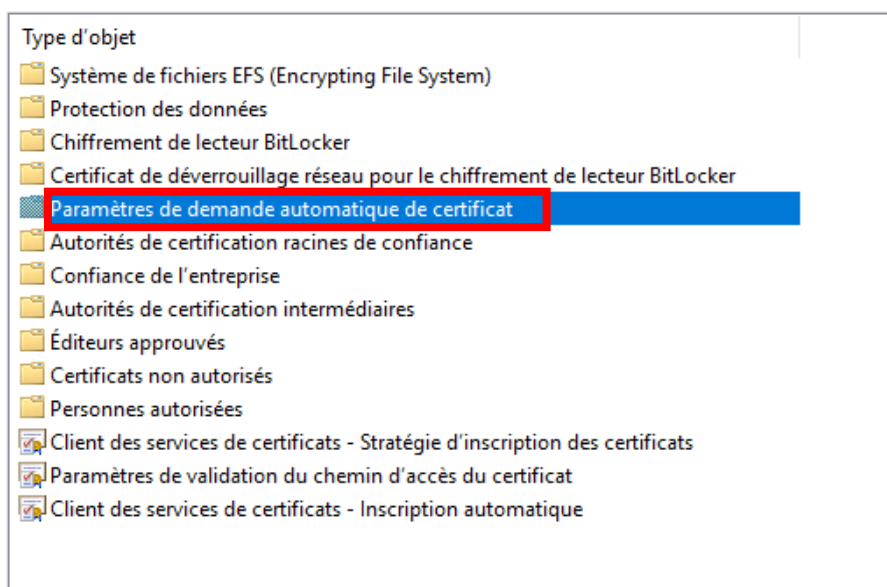 Type d'objet
Système de fichiers EFS (Encrypting File System)
Protection des données
Chiffrement de lecteur BitLocker
Certificat de déverrouillage réseau pour le chiffrement de lecteur BitLocker
Paramètres de demande automatique de certificat
Autorités de certification racines de confiance
Confiance de l'entreprise
Autorités de certification intermédiaires
Éditeurs approuvés
Certificats non autorisés
Personnes autorisées
Client des services de certificats - Stratégie d'inscription des certificats
Paramètres de validation du chemin d'accès du certificat
Client des services de certificats - Inscription automatique